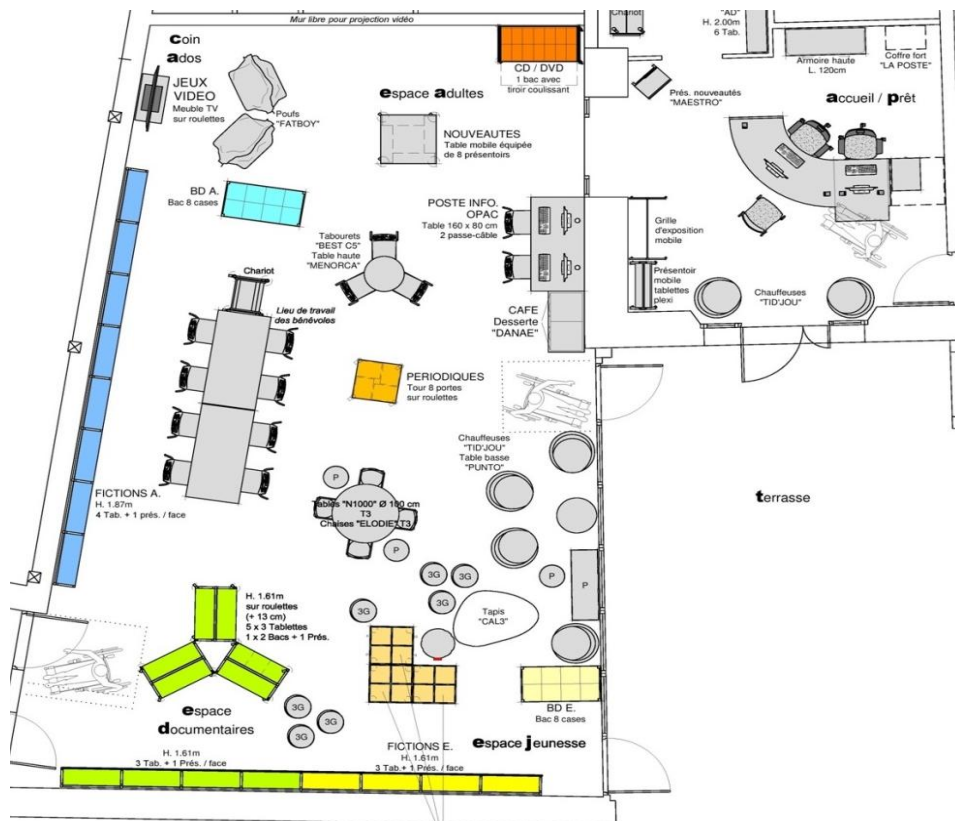 Mur libre pour projection vidéo
Coin
ados
JEUX
VIDEO
Meuble TV
sur roulettes
Poufs
"FATBOY"
CD / DVD
1 bac avec
tiroir coulissant
espace adultes
NOUVEAUTES
Table mobile équipée
de 8 présentoirs
Chariot
"AD"
H. 2.00m
6 Tab.
Armoire haute
L. 120cm
Coffre fort
"LA POSTE"
Prés. nouveautés
"MAESTRO"
accueil / prêt
BD A.
Bac 8 cases
POSTE INFO.
OPAC
Table 160 x 80 cm
2 passe-câble
Grille
d'exposition
mobile
Tabourets
"BEST C5"
Table haute
"MENORCA"
Présentoir
mobile
tablettes
plexi
Chauffeuses
"TID'JOU"
Chariot
Lieu de travail
des bénévoles
CAFE
Desserte
"DANAE"
PERIODIQUES
Tour 8 portes
sur roulettes
Chauffeuses
"TID'JOU"
Table basse
"PUNTO"
terrasse
FICTIONS A.
H. 1.87m
4 Tab. + 1 prés. / face
P
Tables "N1000" Ø 100 cm
T3
Chaises "ELODIE" T3
P
3G
3G
3G
3G
P
P
Tapis
"CAL3"
H. 1.61m
sur roulettes
(+ 13 cm)
5 x 3 Tablettes
1 x 2 Bacs + 1 Prés.
3G
3G
3G
BD E.
Bac 8 cases
espace
documentaires
H. 1.61m
3 Tab. + 1 Prés. / face
FICTIONS E.
H. 1.61m
3 Tab. + 1 Prés. / face
espace jeunesse